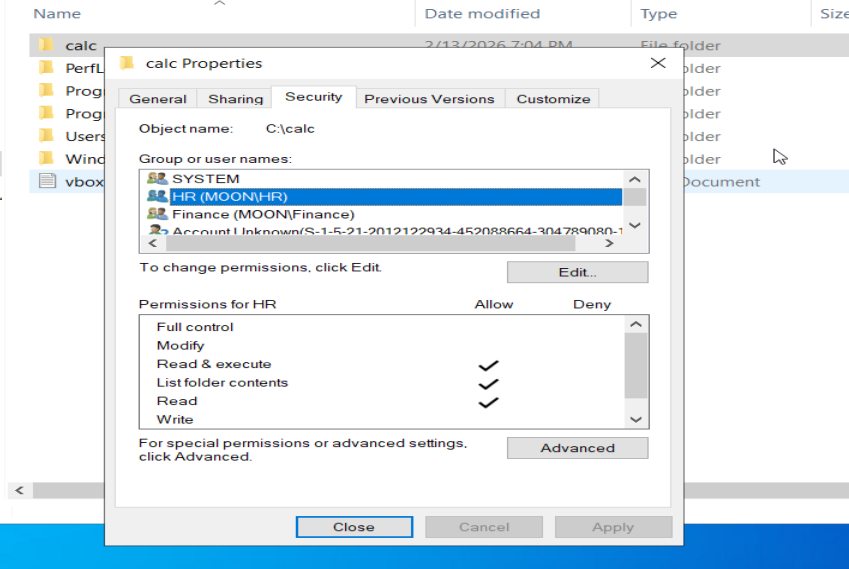 Name Date modified Type Size
calc 2/13/2026 7:04 PM File folder
calc Properties
PerfL older
Progr older
Progr older
Users older
Wind older
vbox Document
General Sharing Security Previous Versions Customize
Object name: C:\calc
Group or user names:
SYSTEM
HR (MOON\HR)
Finance (MOON\Finance)
Account Unknown(S-1-5-21-2012122934-452088664-304789080-1
To change permissions, click Edit.
Edit...
Permissions for HR Allow Deny
Full control
Modify
Read & execute
List folder contents
Read
Write
For special permissions or advanced settings,
click Advanced.
Advanced
Close Cancel Apply